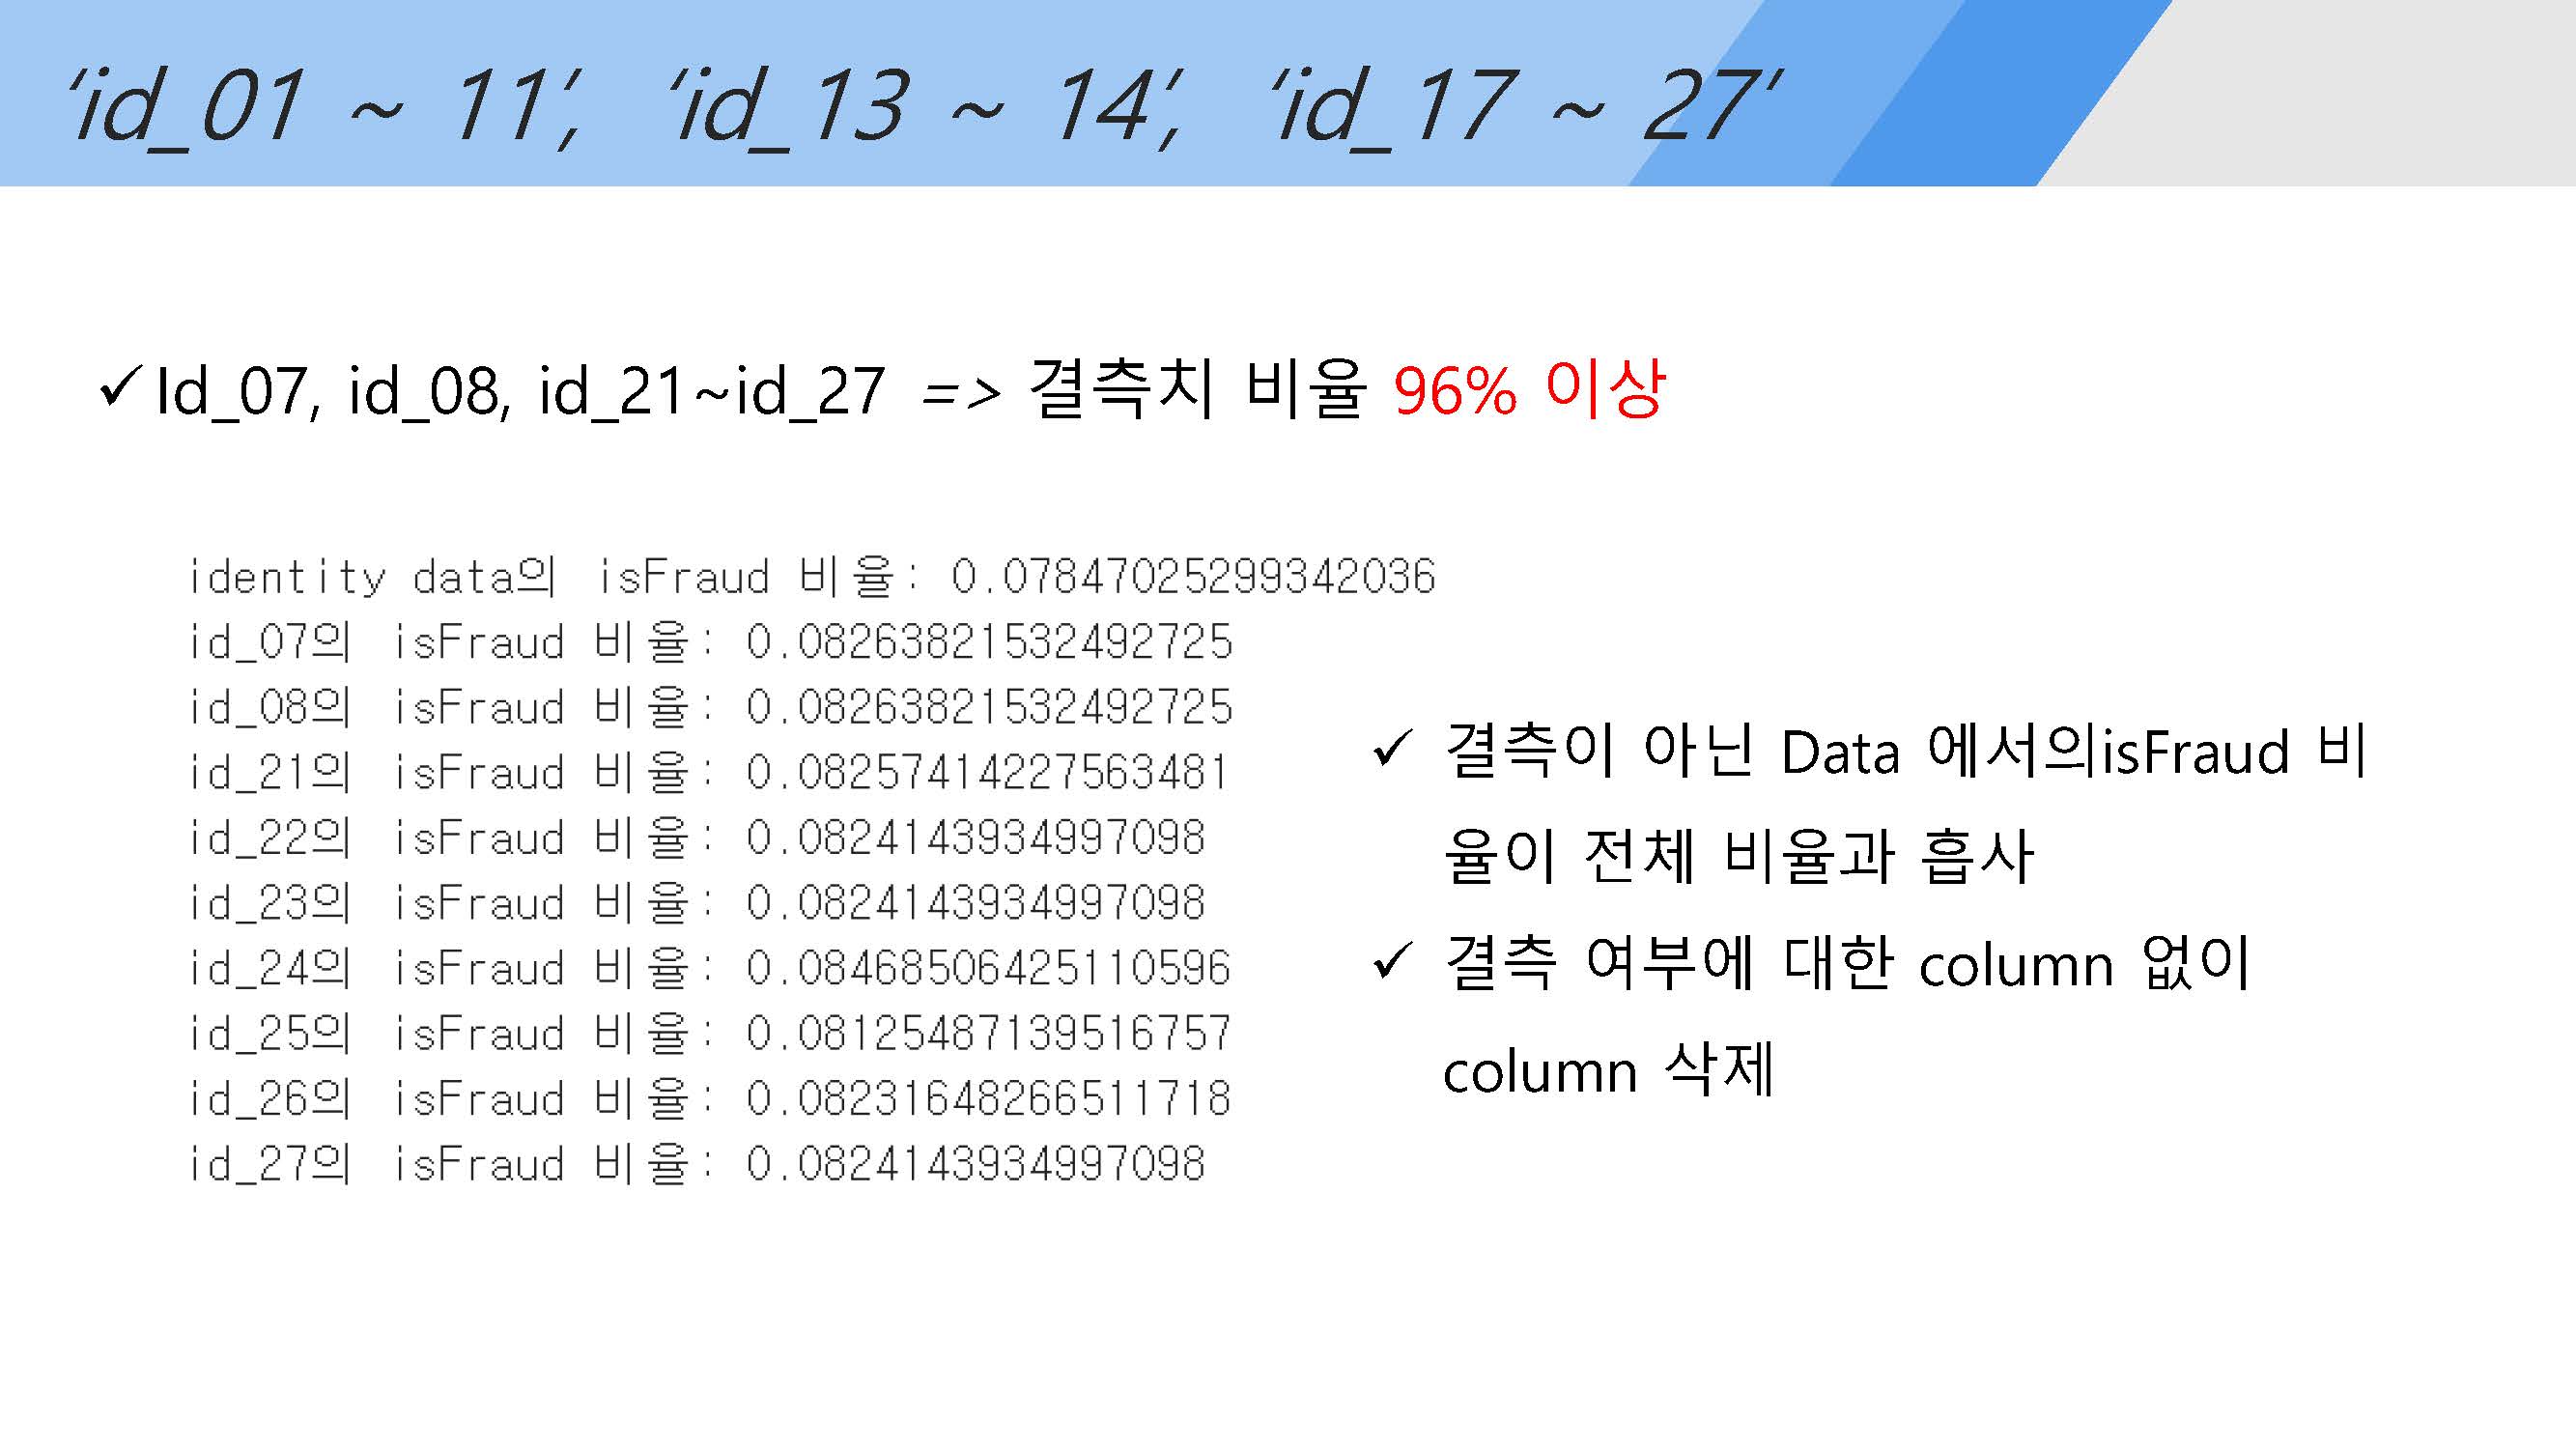 ‘id_01 ~ 11’, ‘id_13 ~ 14’, ‘id_17 ~ 27’
✓ Id_07, id_08, id_21~id_27 => 결측치 비율 96% 이상
identity data의 isFraud 비율: 0.07847025299342036
id_07의 isFraud 비율: 0.08263821532492725
id_08의 isFraud 비율: 0.08263821532492725
id_21의 isFraud 비율: 0.08257414227563481
id_22의 isFraud 비율: 0.0824143934997098
id_23의 isFraud 비율: 0.0824143934997098
id_24의 isFraud 비율: 0.08468506425110596
id_25의 isFraud 비율: 0.08125487139516757
id_26의 isFraud 비율: 0.08231648266511718
id_27의 isFraud 비율: 0.0824143934997098
✓ 결측이 아닌 Data 에서의isFraud 비
율이 전체 비율과 흡사
✓ 결측 여부에 대한 column 없이
column 삭제